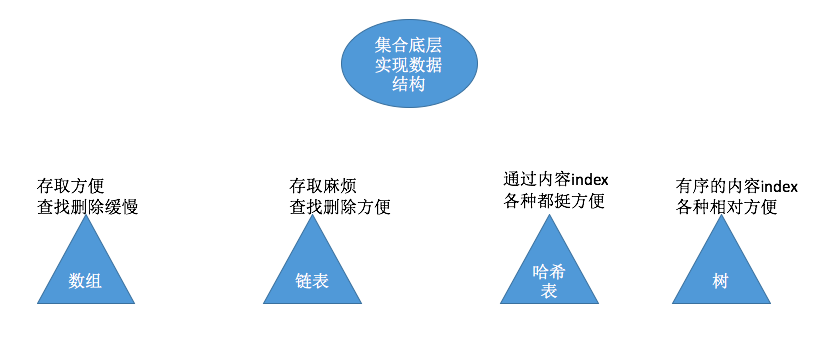 集合底层
实现数据
结构
存取方便
查找删除缓慢
数组
存取麻烦
查找删除方便
链表
通过内容index
各种都挺方便
哈希
表
有序的内容index
各种相对方便
树